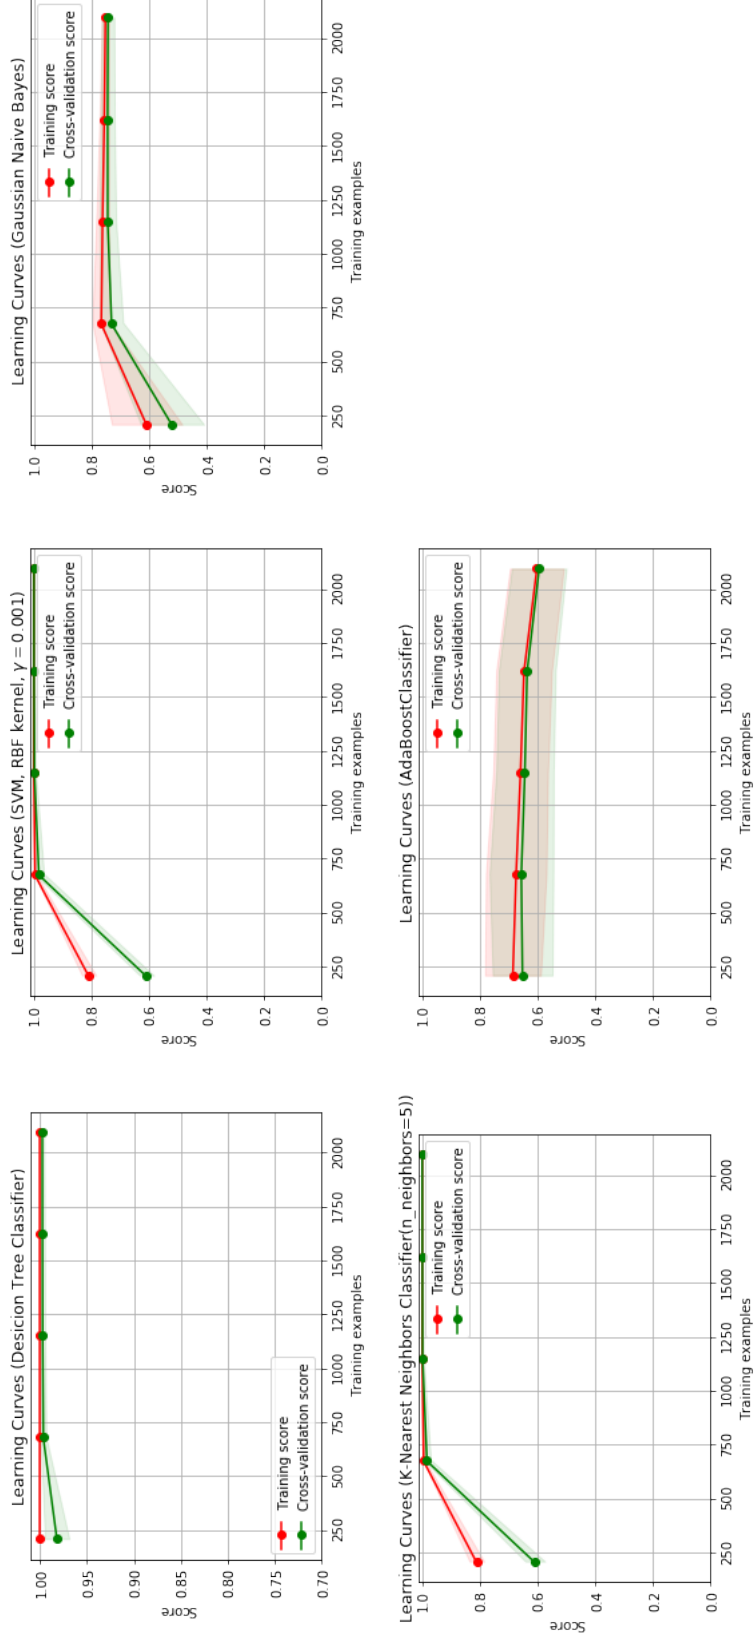 Learning Curves (Desicion Tree Classifier)
1.00
0.95
0.90
0.85
0.80
0.75
0.70
Score
250
500
750
1000
1250
1500
1750
2000
Training examples
Training score
Cross-validation score
Learning Curves (SVM, RBF kernel, γ = 0.001)
1.0
0.8
0.6
0.4
0.2
0.0
Score
250
500
750
1000
1250
1500
1750
2000
Training examples
Training score
Cross-validation score
Learning Curves (Gaussian Naive Bayes)
1.0
0.8
0.6
0.4
0.2
0.0
Score
250
500
750
1000
1250
1500
1750
2000
Training examples
Training score
Cross-validation score
Learning Curves (K-Nearest Neighbors Classifier(n_neighbors=5))
1.0
0.8
0.6
0.4
0.2
0.0
Score
250
500
750
1000
1250
1500
1750
2000
Training examples
Training score
Cross-validation score
Learning Curves (AdaBoostClassifier)
1.0
0.8
0.6
0.4
0.2
0.0
Score
250
500
750
1000
1250
1500
1750
2000
Training examples
Training score
Cross-validation score